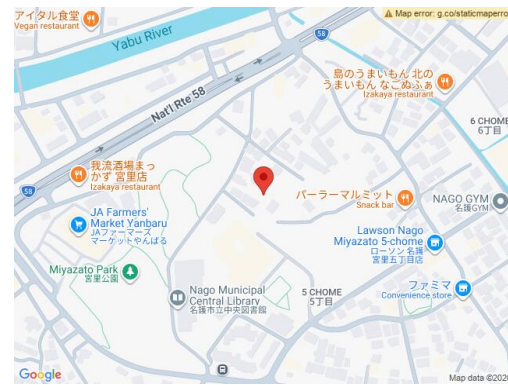 アイタル食堂
Vegan restaurant
Map error: g.co/staticmaperro
Yabu River
58
島のうまいもん 北の
うまいもん なごぬふぁ
Izakaya restaurant
Nat'l Rte 58
6 CHOME
6丁目
我流酒場まっ
かず 宮里店
Izakaya restaurant
58
パーラーマルミット
Snack bar
NAGO GYM
名護GYM
JA Farmers'
Market Yanbaru
JAファーマーズ
マーケットやんばる
Lawson Nago
Miyazato 5-chome
ローソン 名護
宮里五丁目店
Miyazato Park
宮里公園
Nago Municipal
Central Library
名護市立中央図書館
5 CHOME
5丁目
ファミマ
Convenience store
Google
Map data ©2026